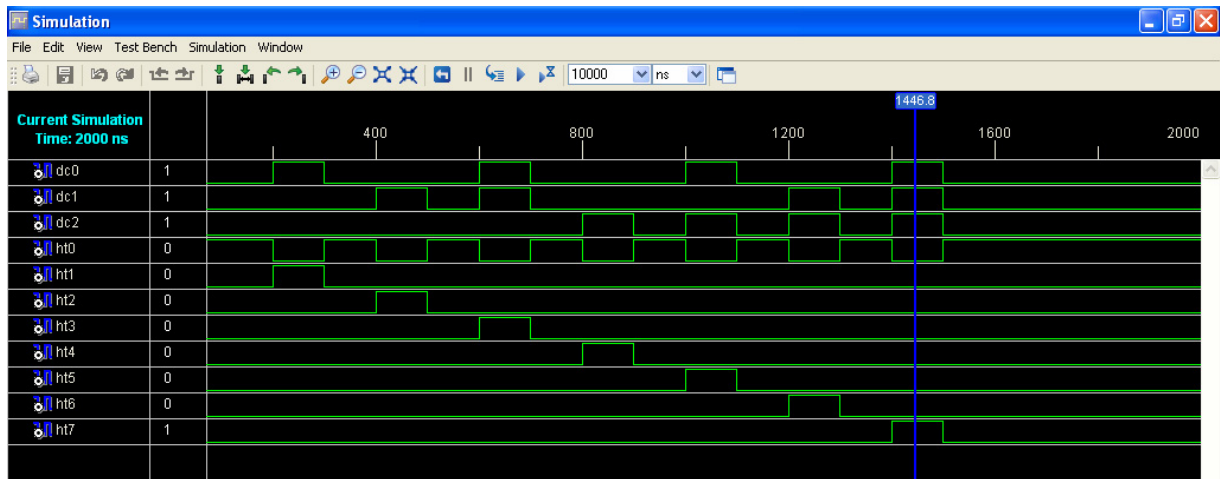 Simulation
File Edit View Test Bench Simulation Window
10000 ns
1446.8
Current Simulation
Time: 2000 ns
400 800 1200 1600 2000
dc0 1
dc1 1
dc2 1
ht0 0
ht1 0
ht2 0
ht3 0
ht4 0
ht5 0
ht6 0
ht7 1